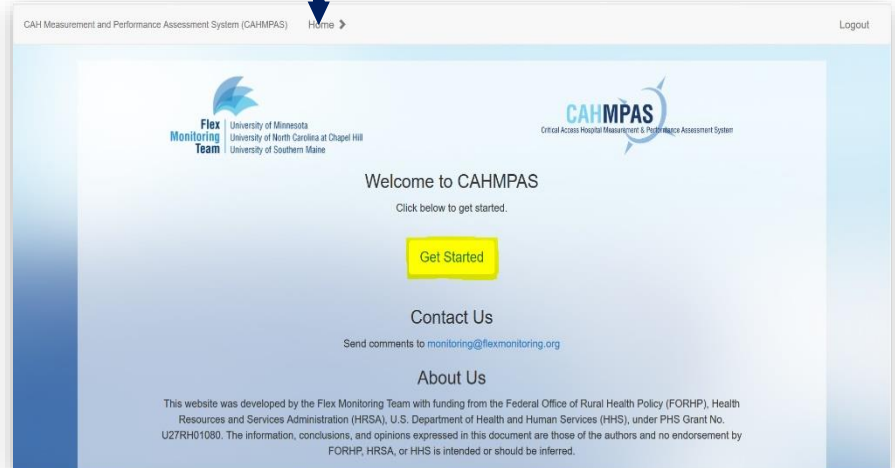 CAH Measurement and Performance Assessment System (CAHMPAS) Home Logout
Flex Monitoring Team
University of Minnesota
University of North Carolina at Chapel Hill
University of Southern Maine
CAHMPAS
Critical Access Hospital Measurement & Performance Assessment System
Welcome to CAHMPAS
Click below to get started.
Get Started
Contact Us
Send comments to monitoring@flexmonitoring.org
About Us
This website was developed by the Flex Monitoring Team with funding from the Federal Office of Rural Health Policy (FORHP), Health
Resources and Services Administration (HRSA), U.S. Department of Health and Human Services (HHS), under PHS Grant No.
U27RH01080. The information, conclusions, and opinions expressed in this document are those of the authors and no endorsement by
FORHP, HRSA, or HHS is intended or should be inferred.